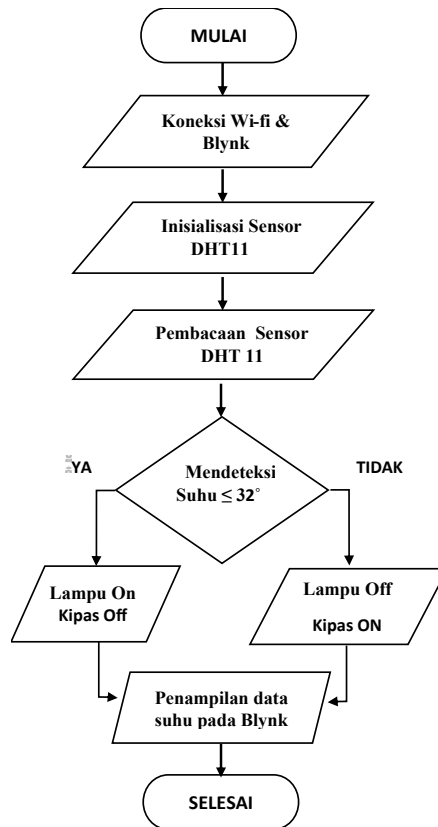 MULAI
Koneksi Wi-fi &
Blynk
Inisialisasi Sensor
DHT11
Pembacaan Sensor
DHT 11
YA
Mendeteksi
Suhu ≤ 32°
TIDAK
Lampu On
Kipas Off
Lampu Off
Kipas ON
Penampilan data
suhu pada Blynk
SELESAI